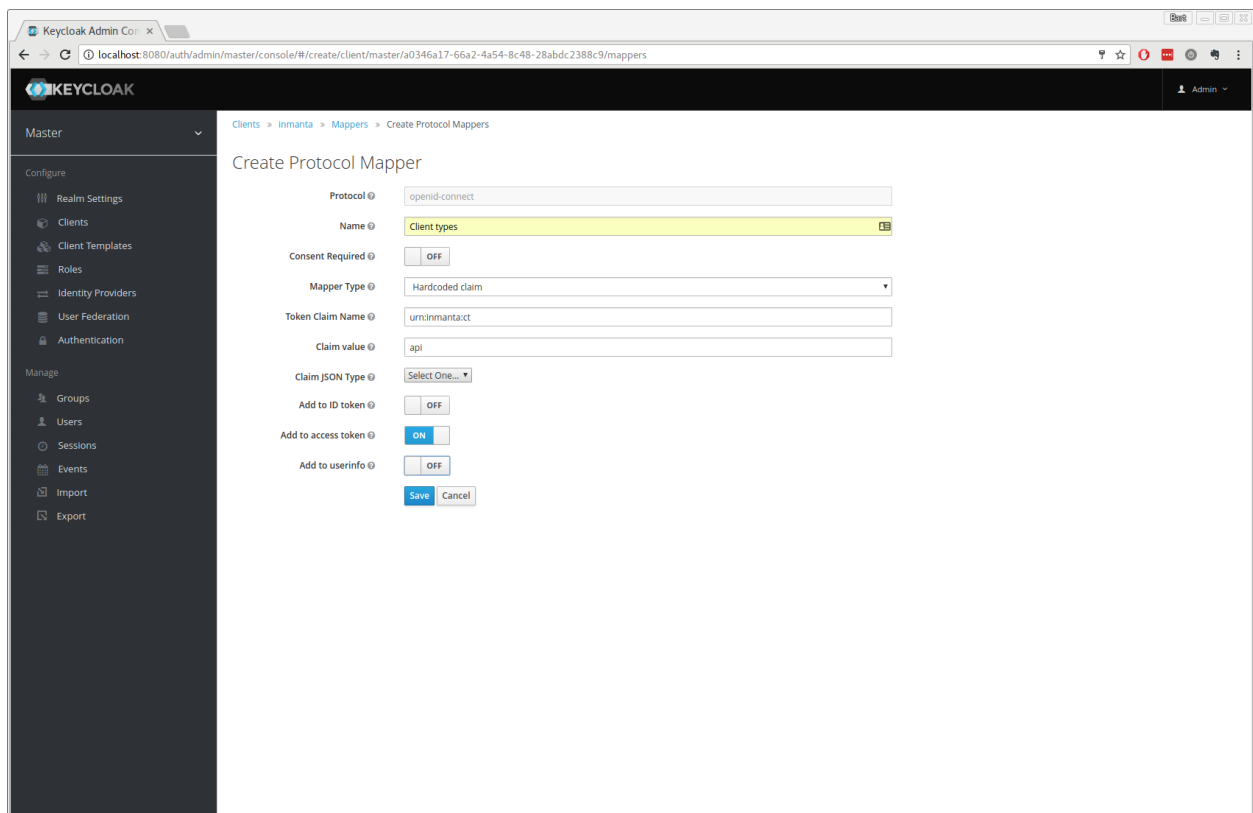 Bart
Keycloak Admin Con
localhost:8080/auth/admin/master/console/#/create/client/master/a0346a17-66a2-4a54-8c48-28abdc2388c9/mappers
KEYCLOAK
Admin
Master
Clients » Inmanta » Mappers » Create Protocol Mappers
Create Protocol Mapper
Configure
Realm Settings
Clients
Client Templates
Roles
Identity Providers
User Federation
Authentication
Manage
Groups
Users
Sessions
Events
Import
Export
Protocol openid-connect
Name Client types
Consent Required OFF
Mapper Type Hardcoded claim
Token Claim Name urn:inmanta:ct
Claim value api
Claim JSON Type Select One...
Add to ID token OFF
Add to access token ON
Add to userinfo OFF
Save Cancel